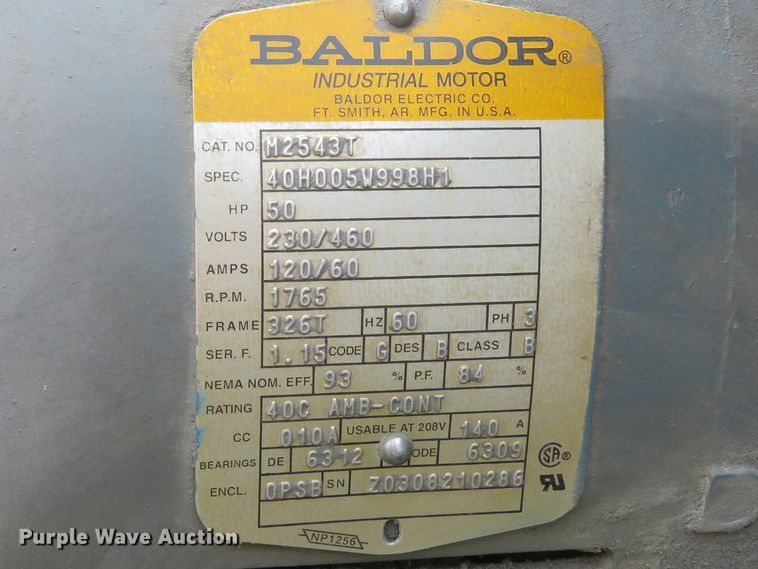 BALDOR®
INDUSTRIAL MOTOR
BALDOR ELECTRIC CO.
FT. SMITH, AR. MFG. IN U.S.A.
CAT. NO. M2543T
SPEC. 40H005W998H1
HP 50
VOLTS 230/460
AMPS 120/60
R.P.M. 1765
FRAME 326T HZ 60 PH 3
SER. F. 1.15 CODE G DES B CLASS B
NEMA NOM. EFF. 93 % P.F. 84 %
RATING 40C AMB-CONT
CC 010A USABLE AT 208V 140 A
BEARINGS DE 6312 ODE 6309
ENCL. OPSB SN Z0308210286
SA®
NP1256
Purple Wave Auction